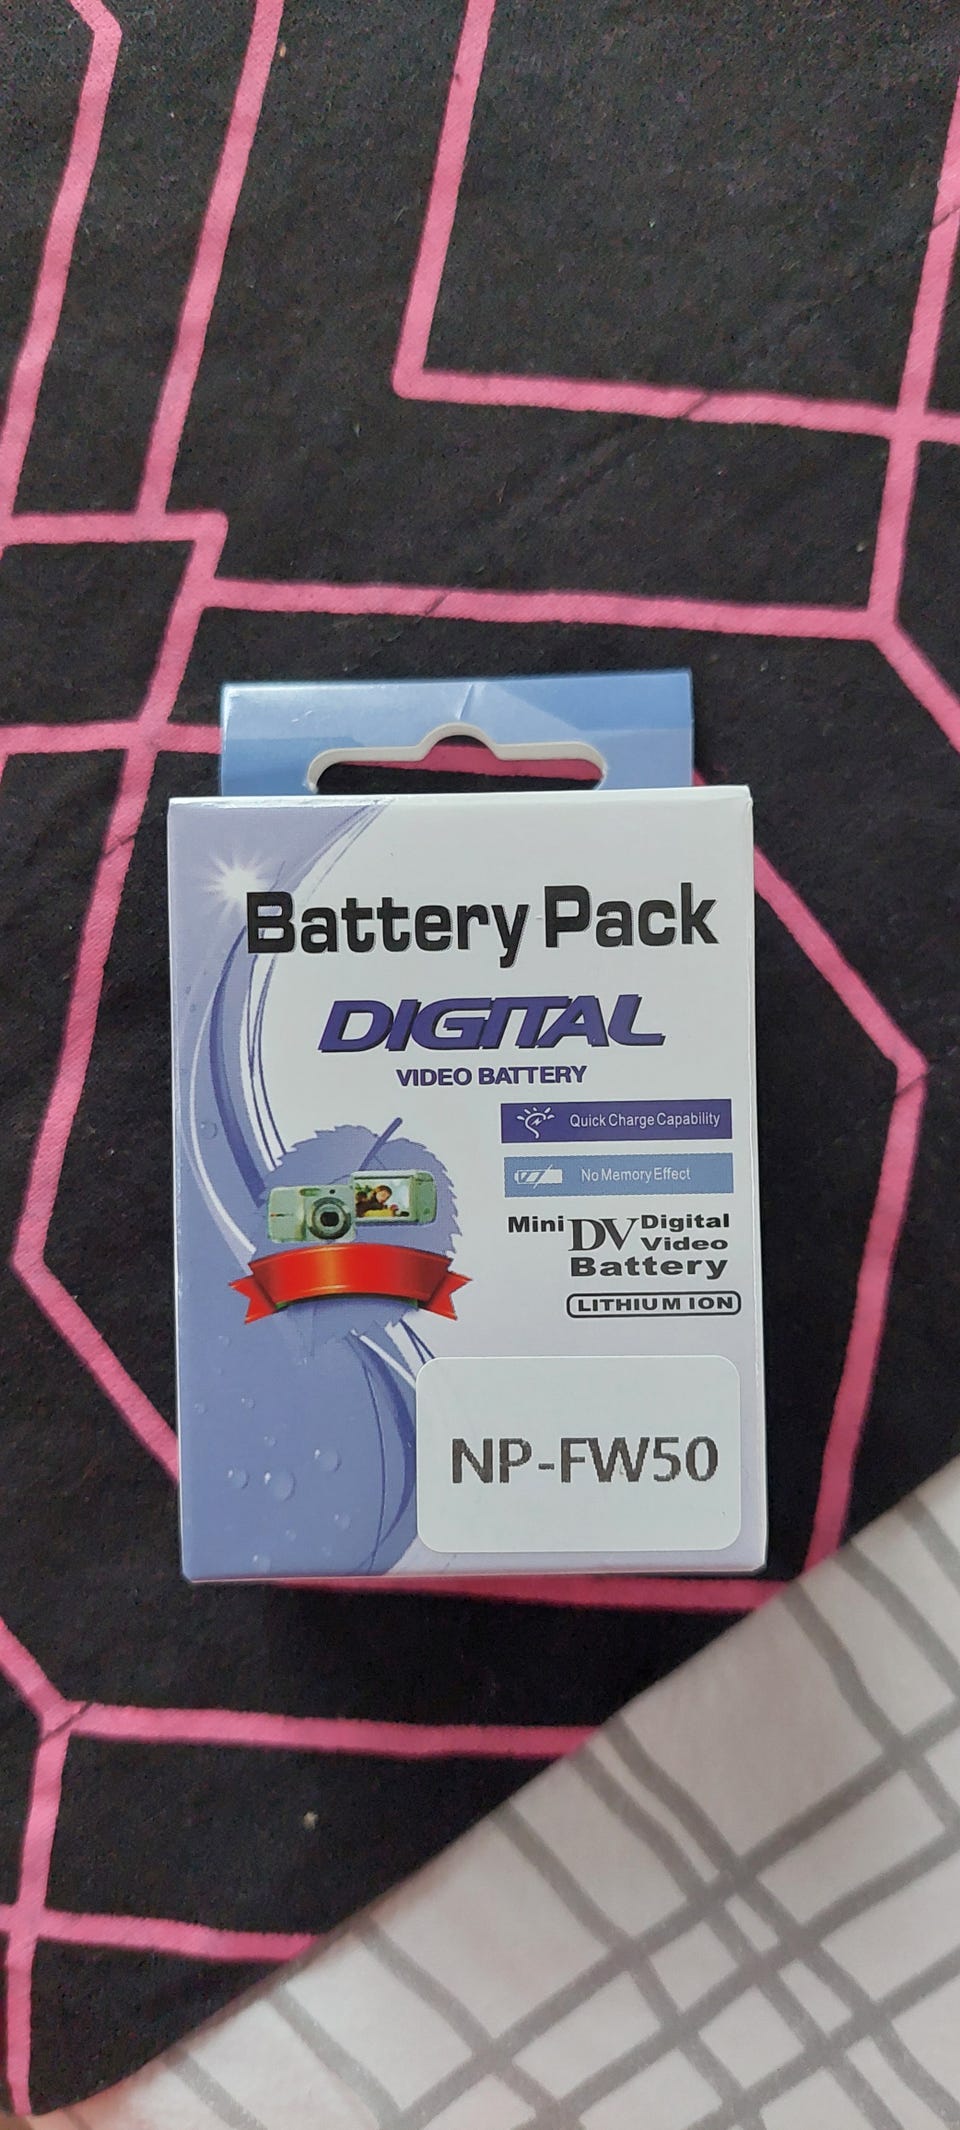 Battery Pack
DIGITAL
VIDEO BATTERY
Quick Charge Capability
No Memory Effect
Mini DV Digital
Video
Battery
LITHIUM ION
NP-FW50